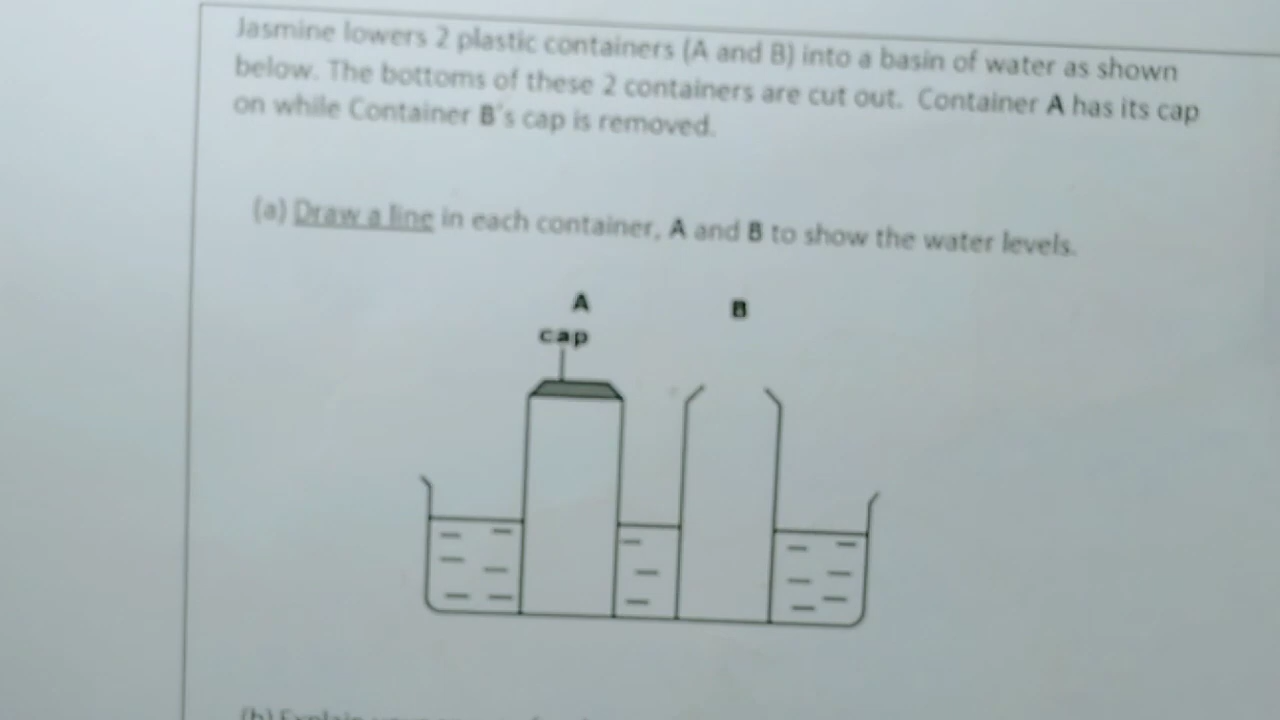 Jasmine lowers 2 plastic containers (A and B) into a basin of water as shown
below. The bottoms of these 2 containers are cut out. Container A has its cap
on while Container B's cap is removed.
(a) Draw a line in each container, A and B to show the water levels.
A
B
cap
(b) Explain